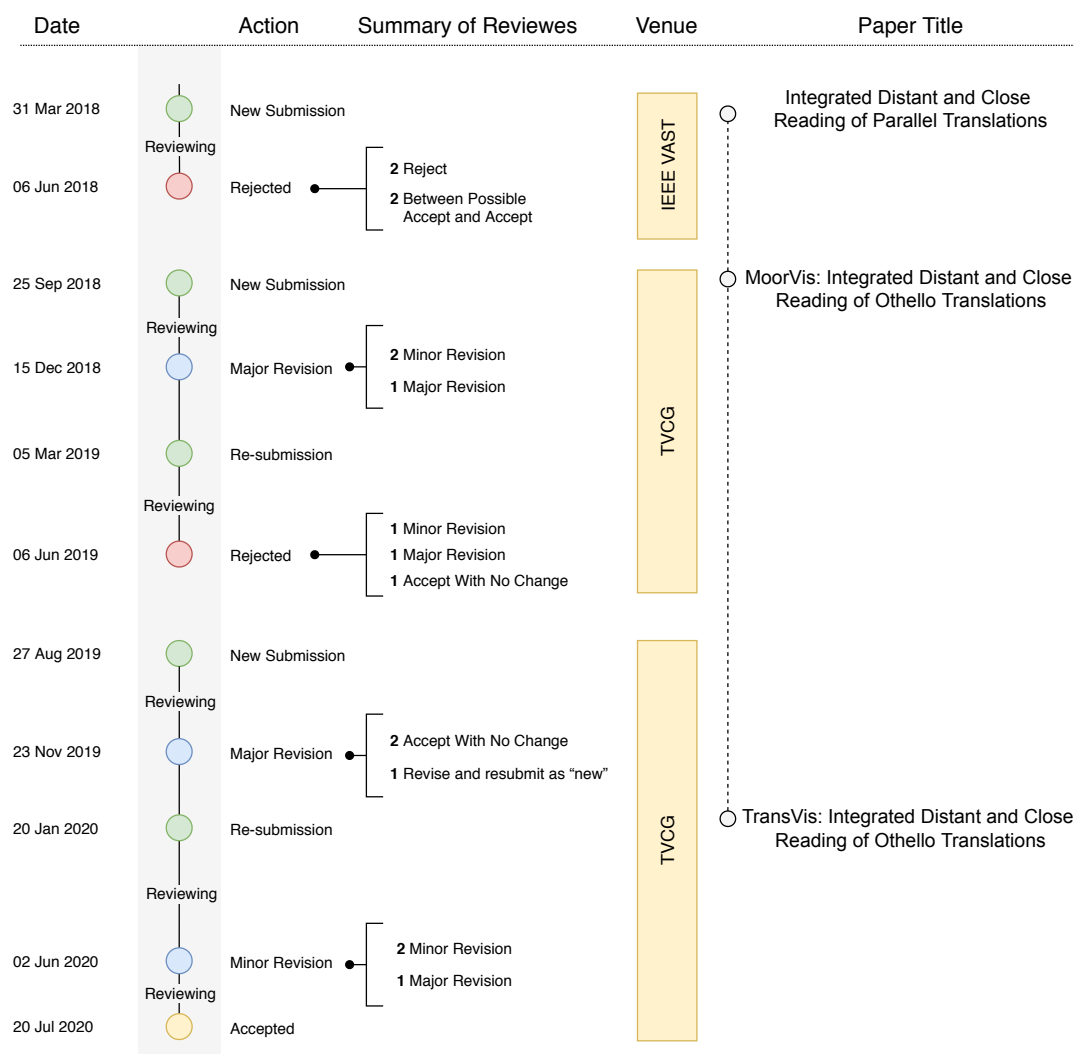 Date Action Summary of Reviewes Venue Paper Title
31 Mar 2018 New Submission
Integrated Distant and Close
Reading of Parallel Translations
Reviewing
IEEE VAST
06 Jun 2018 Rejected
2 Reject
2 Between Possible
Accept and Accept
25 Sep 2018 New Submission
MoorVis: Integrated Distant and Close
Reading of Othello Translations
Reviewing
15 Dec 2018 Major Revision
2 Minor Revision
1 Major Revision
TVCG
05 Mar 2019 Re-submission
Reviewing
06 Jun 2019 Rejected
1 Minor Revision
1 Major Revision
1 Accept With No Change
27 Aug 2019 New Submission
Reviewing
23 Nov 2019 Major Revision
2 Accept With No Change
1 Revise and resubmit as “new”
20 Jan 2020 Re-submission
TransVis: Integrated Distant and Close
Reading of Othello Translations
TVCG
Reviewing
02 Jun 2020 Minor Revision
2 Minor Revision
1 Major Revision
Reviewing
20 Jul 2020 Accepted